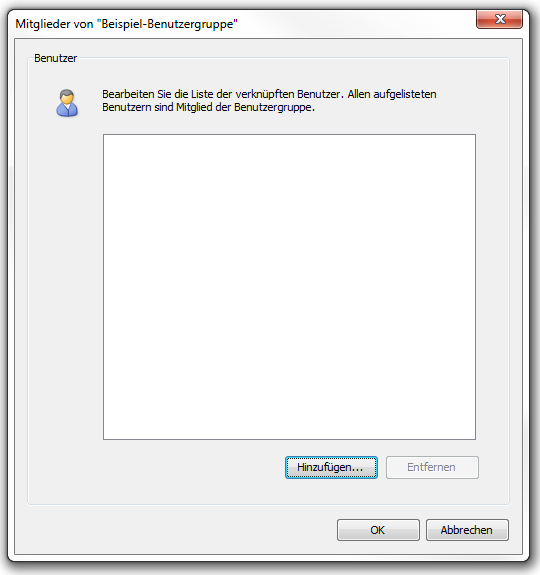 Mitglieder von "Beispiel-Benutzergruppe"
Benutzer
Bearbeiten Sie die Liste der verknüpften Benutzer. Allen aufgelisteten
Benutzern sind Mitglied der Benutzergruppe.
Hinzufügen...
Entfernen
OK
Abbrechen